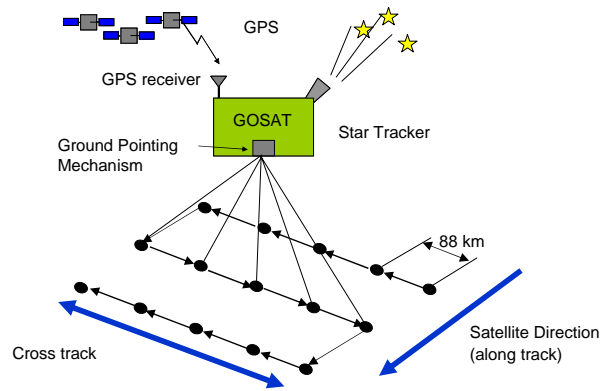 GPS
GPS receiver
GOSAT
Star Tracker
Ground Pointing
Mechanism
88 km
Cross track
Satellite Direction
(along track)